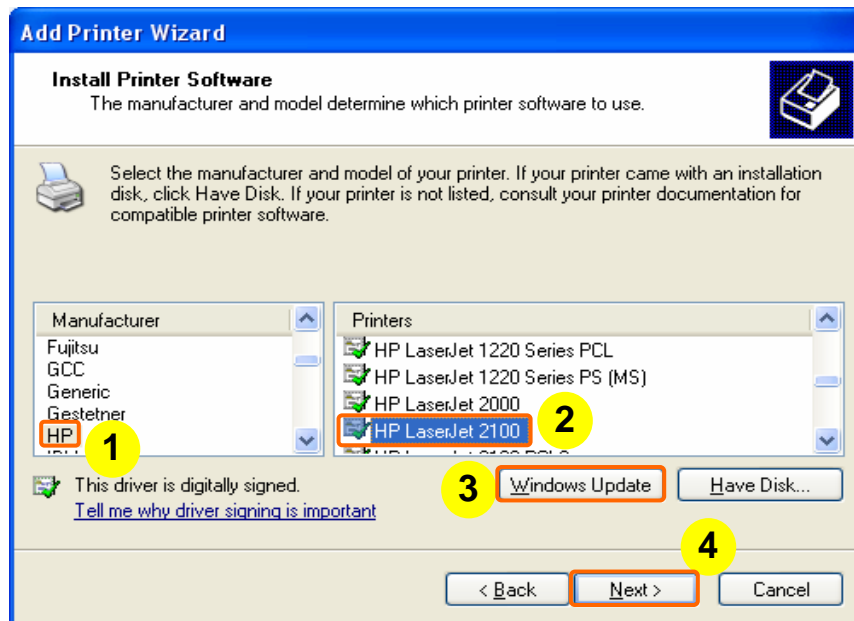 Add Printer Wizard
Install Printer Software
The manufacturer and model determine which printer software to use.
Select the manufacturer and model of your printer. If your printer came with an installation
disk, click Have Disk. If your printer is not listed, consult your printer documentation for
compatible printer software.
Manufacturer
Fujitsu
GCC
Generic
Gestetner
HP
1
Printers
HP LaserJet 1220 Series PCL
HP LaserJet 1220 Series PS (MS)
HP LaserJet 2000
HP LaserJet 2100
2
This driver is digitally signed.
Tell me why driver signing is important
3
Windows Update
Have Disk...
4
< Back
Next >
Cancel